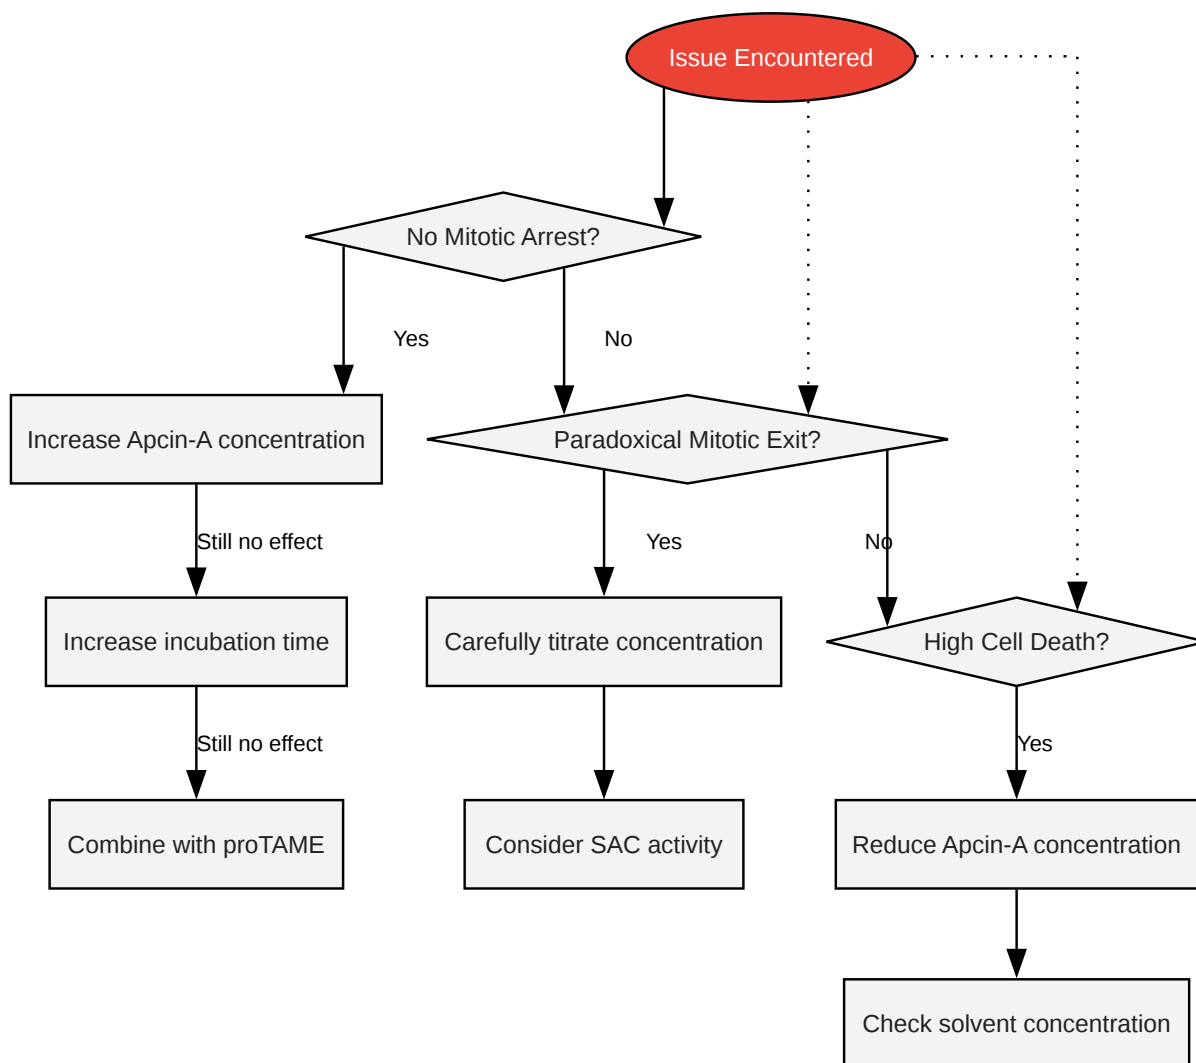 Issue Encountered
No Mitotic Arrest?
Yes
No
Increase Apcin-A concentration
Paradoxical Mitotic Exit?
Still no effect
Yes
No
Increase incubation time
Carefully titrate concentration
High Cell Death?
Still no effect
Yes
Combine with proTAME
Consider SAC activity
Reduce Apcin-A concentration
Check solvent concentration